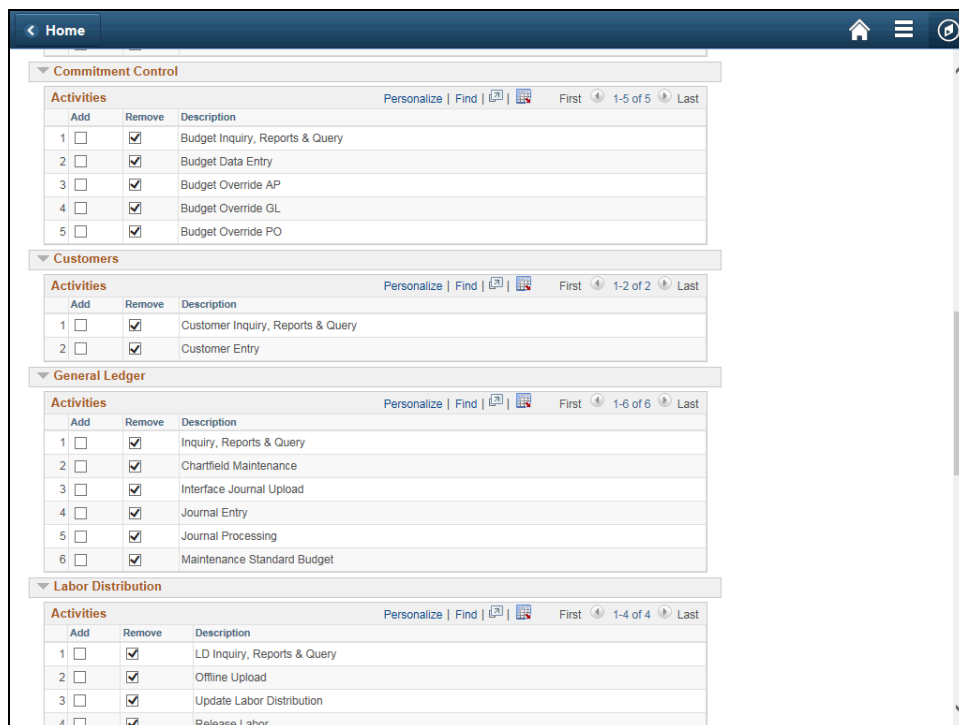 Home
Commitment Control
Activities Personalize | Find | | First 1-5 of 5 Last
Add Remove Description
1 Budget Inquiry, Reports & Query
2 Budget Data Entry
3 Budget Override AP
4 Budget Override GL
5 Budget Override PO
Customers
Activities Personalize | Find | | First 1-2 of 2 Last
Add Remove Description
1 Customer Inquiry, Reports & Query
2 Customer Entry
General Ledger
Activities Personalize | Find | | First 1-6 of 6 Last
Add Remove Description
1 Inquiry, Reports & Query
2 Chartfield Maintenance
3 Interface Journal Upload
4 Journal Entry
5 Journal Processing
6 Maintenance Standard Budget
Labor Distribution
Activities Personalize | Find | | First 1-4 of 4 Last
Add Remove Description
1 LD Inquiry, Reports & Query
2 Offline Upload
3 Update Labor Distribution
4 Release Labor